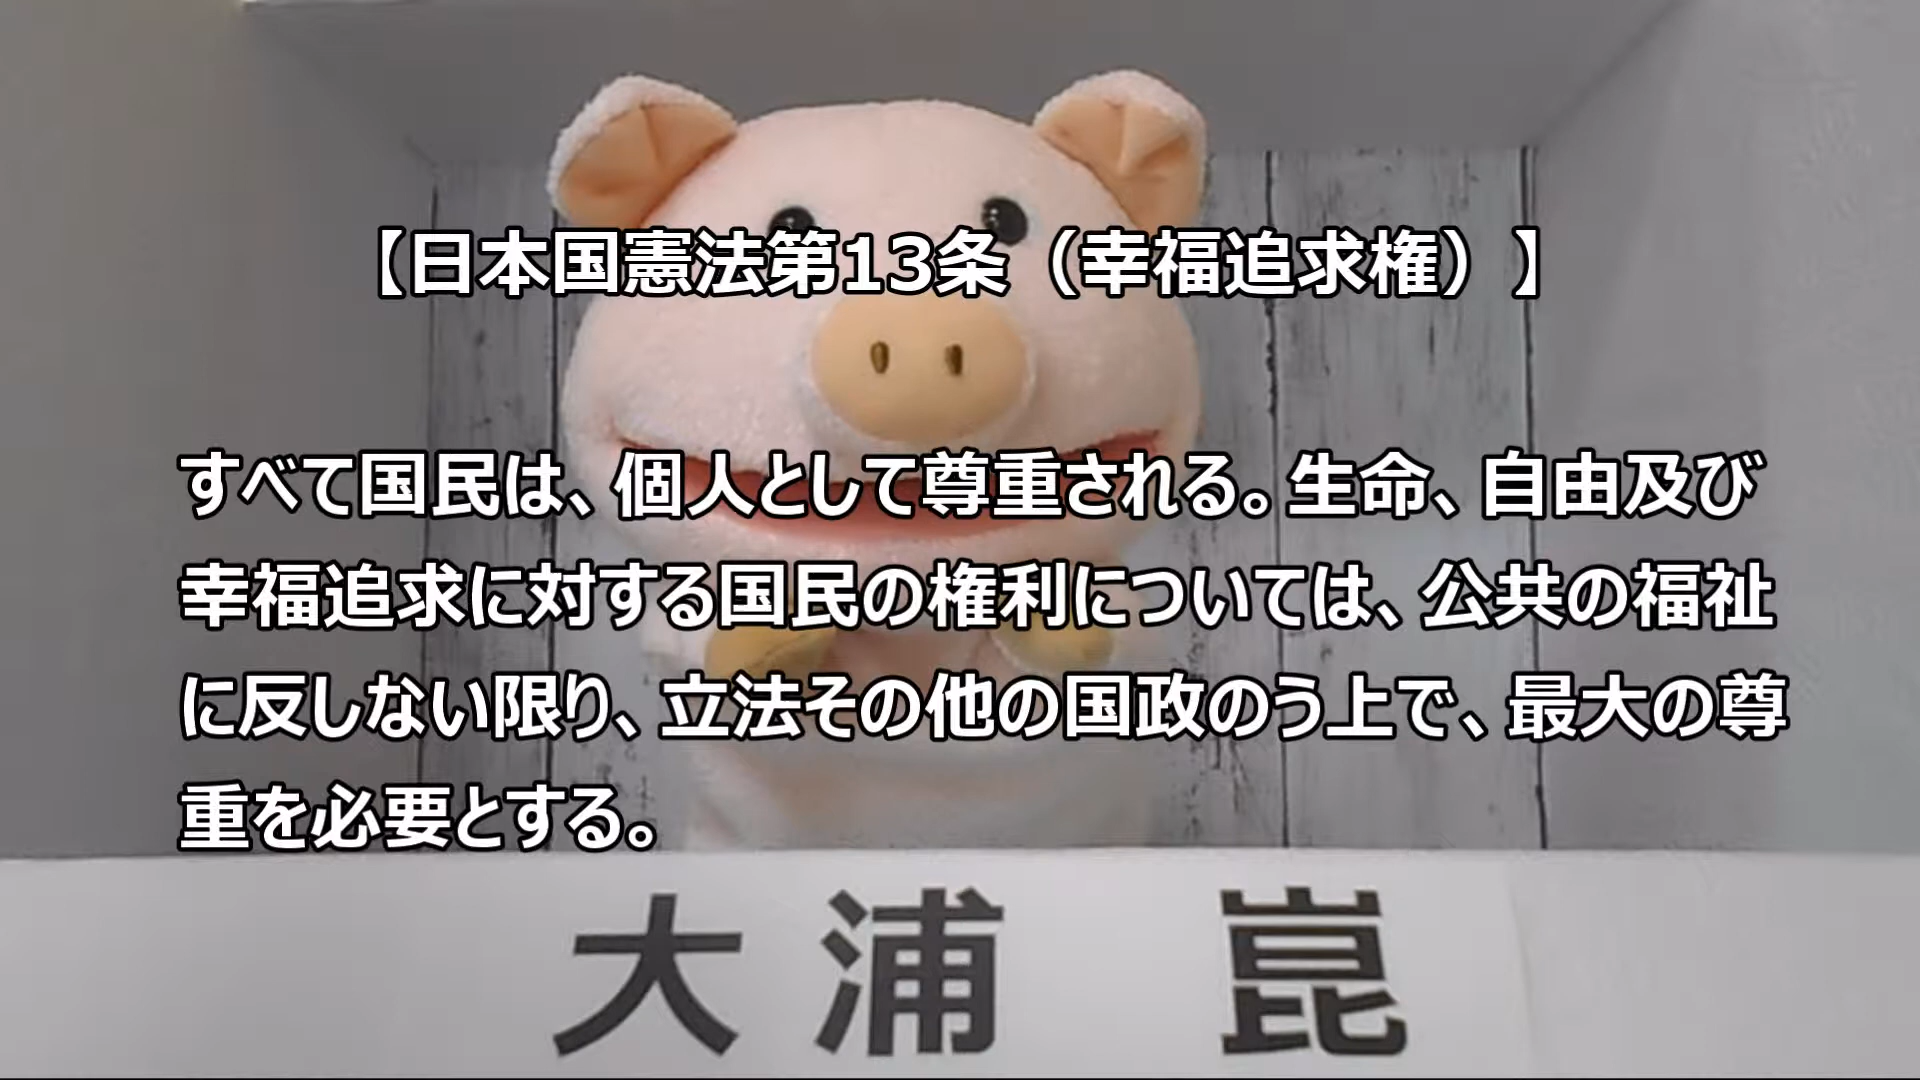 【日本国憲法第13条（幸福追求権）】
すべて国民は、個人として尊重される。生命、自由及び
幸福追求に対する国民の権利については、公共の福祉
に反しない限り、立法その他の国政のう上で、最大の尊
重を必要とする。
大浦　崑